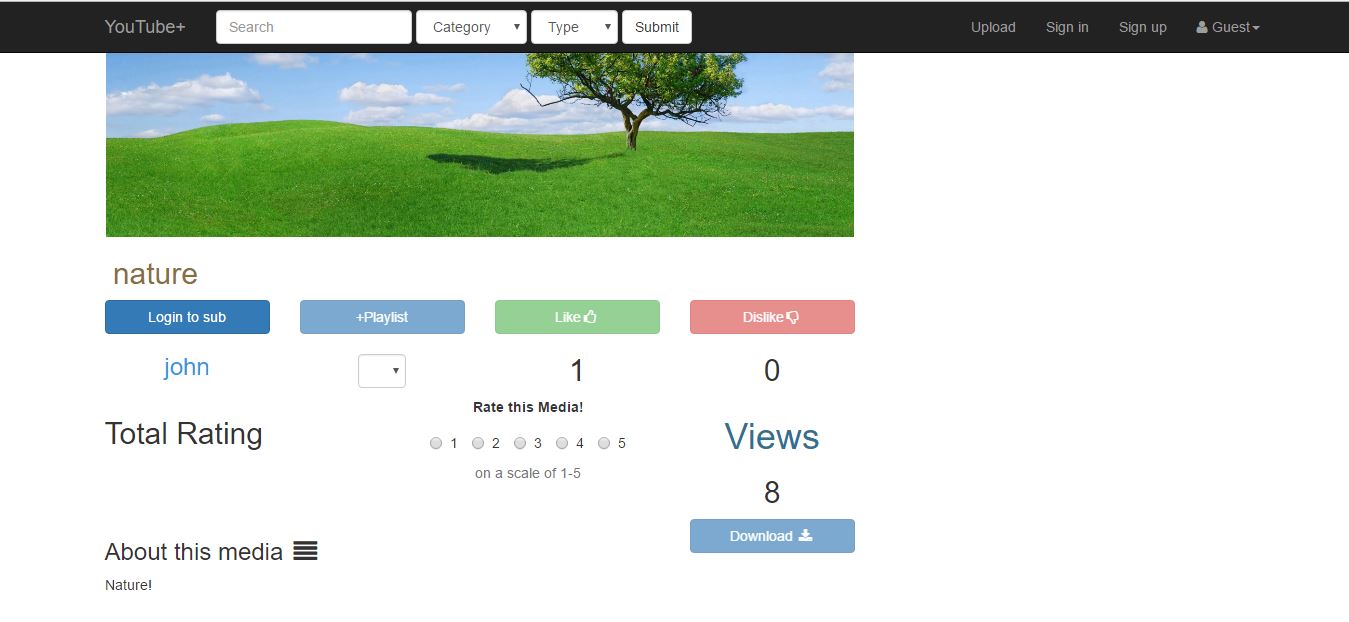 YouTube+ Search Category Type Submit Upload Sign in Sign up Guest
nature
Login to sub +Playlist Like Dislike
john 1 0
Rate this Media!
Total Rating Views
1 2 3 4 5
on a scale of 1-5
8
Download
About this media
Nature!